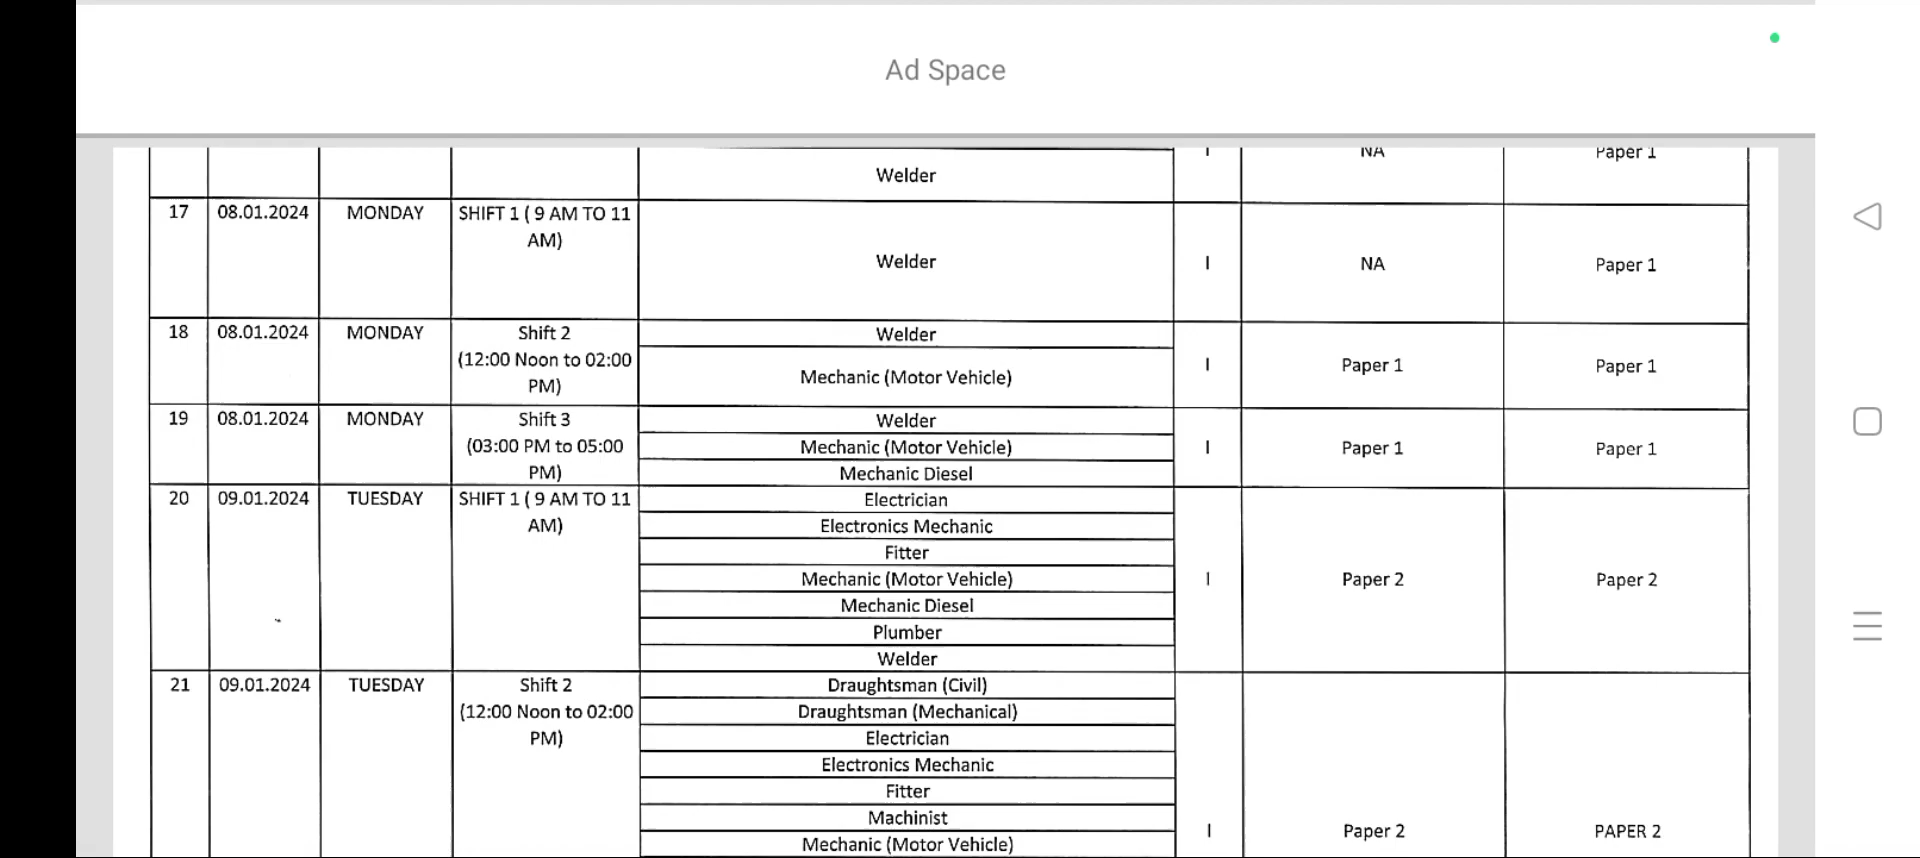 Ad Space
I NA Paper 1
Welder
17 08.01.2024 MONDAY SHIFT 1 ( 9 AM TO 11
AM)
Welder I NA Paper 1
18 08.01.2024 MONDAY Shift 2 Welder
(12:00 Noon to 02:00
PM)
Mechanic (Motor Vehicle) I Paper 1 Paper 1
19 08.01.2024 MONDAY Shift 3 Welder
(03:00 PM to 05:00 Mechanic (Motor Vehicle) I Paper 1 Paper 1
PM) Mechanic Diesel
20 09.01.2024 TUESDAY SHIFT 1 ( 9 AM TO 11 Electrician
AM) Electronics Mechanic
Fitter
Mechanic (Motor Vehicle) I Paper 2 Paper 2
Mechanic Diesel
Plumber
Welder
21 09.01.2024 TUESDAY Shift 2 Draughtsman (Civil)
(12:00 Noon to 02:00 Draughtsman (Mechanical)
PM) Electrician
Electronics Mechanic
Fitter
Machinist
I Paper 2 PAPER 2
Mechanic (Motor Vehicle)